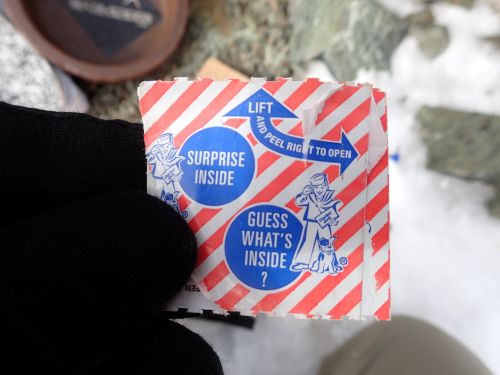 LIFT
AND PEEL RIGHT TO OPEN
SURPRISE
INSIDE
GUESS
WHAT'S
INSIDE
?
®